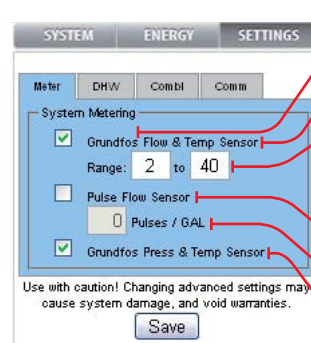 SYSTEM ENERGY SETTINGS
Meter DHW Combi Comm
System Metering
Grundfos Flow & Temp Sensor
Range: 2 to 40
Pulse Flow Sensor
0 Pulses / GAL
Grundfos Press & Temp Sensor
Use with caution! Changing advanced settings may
cause system damage, and void warranties.
Save